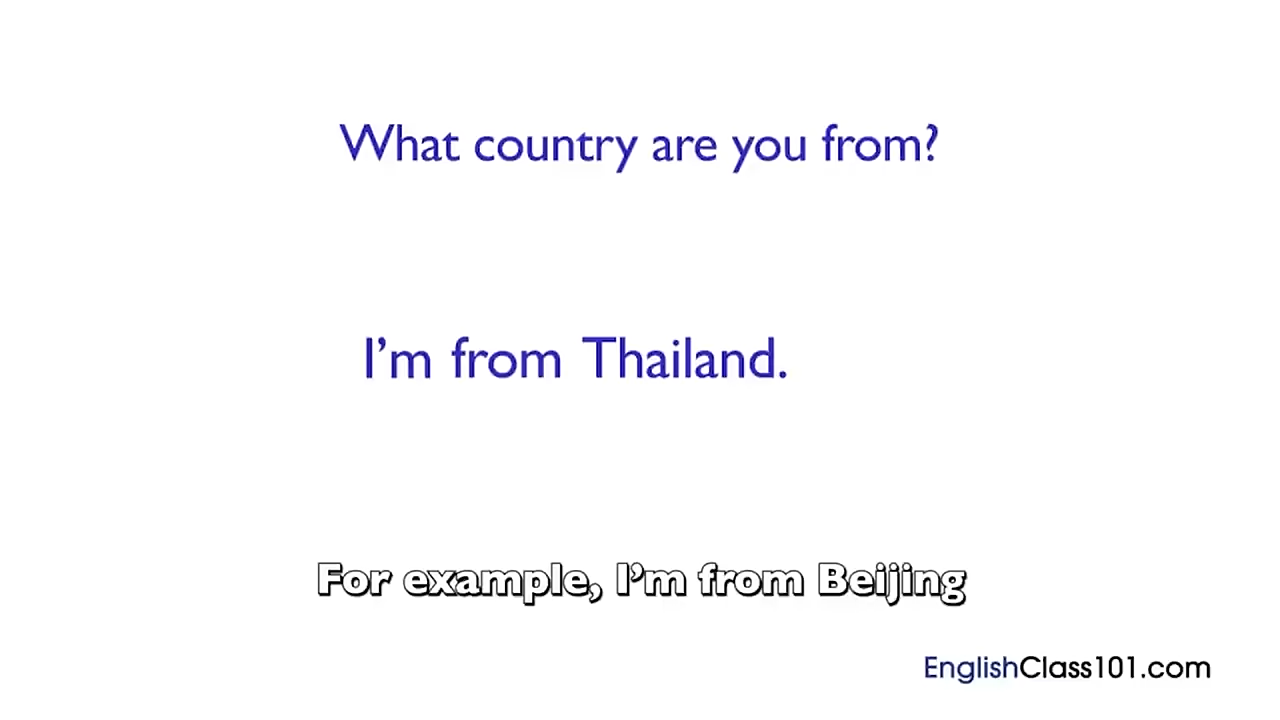 What country are you from?
I'm from Thailand.
For example, I'm from Beijing
EnglishClass101.com